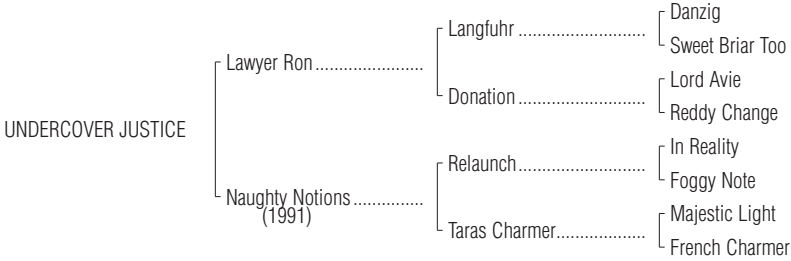 Danzig
Langfuhr ..........................
Sweet Briar Too
Lawyer Ron ......................
Lord Avie
Donation ..........................
Reddy Change
UNDERCOVER JUSTICE
In Reality
Relaunch..........................
Foggy Note
Naughty Notions ..............
(1991)
Majestic Light
Taras Charmer..................
French Charmer